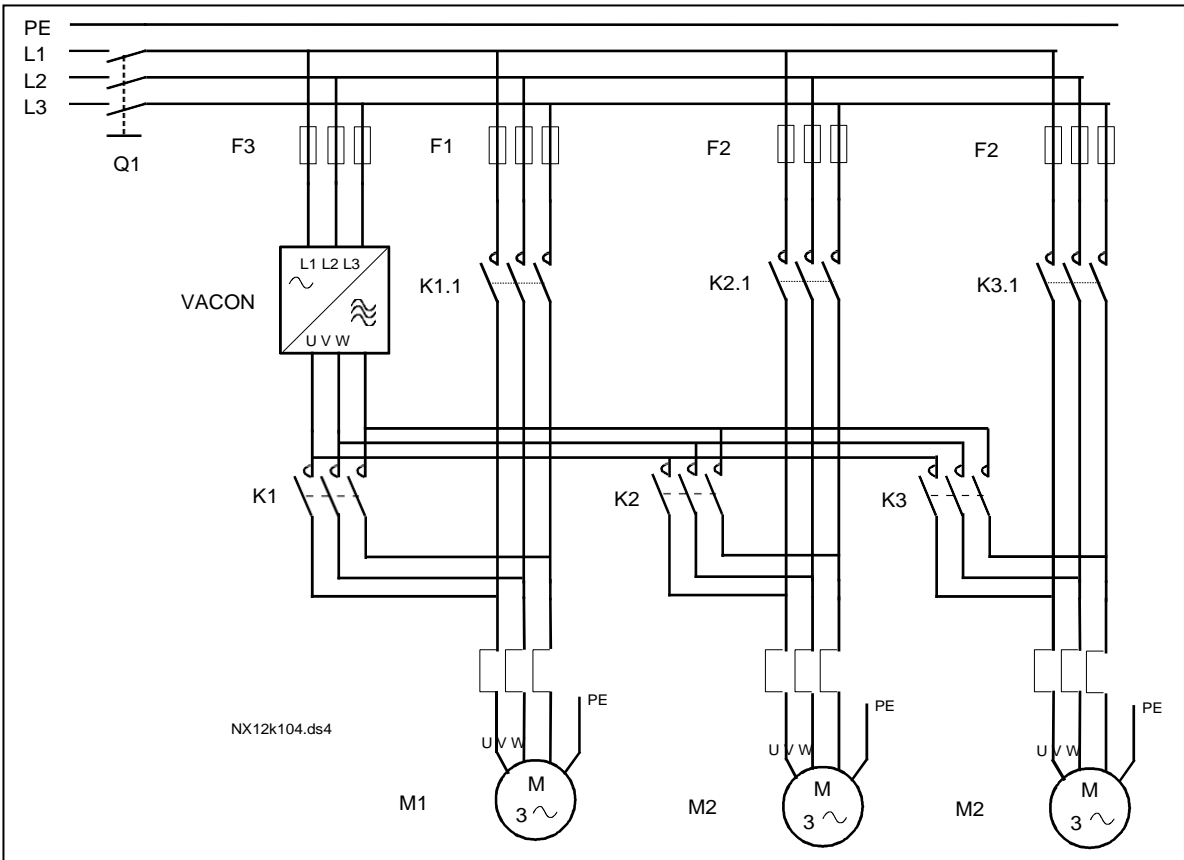 PE
L1
L2
L3
Q1
F3
F1
F2
F2
L1 L2 L3
VACON
U V W
K1.1
K2.1
K3.1
K1
K2
K3
NX12k104.ds4
PE
PE
PE
U V W
U V W
U V W
M
3
M
3
M
3
M1
M2
M2